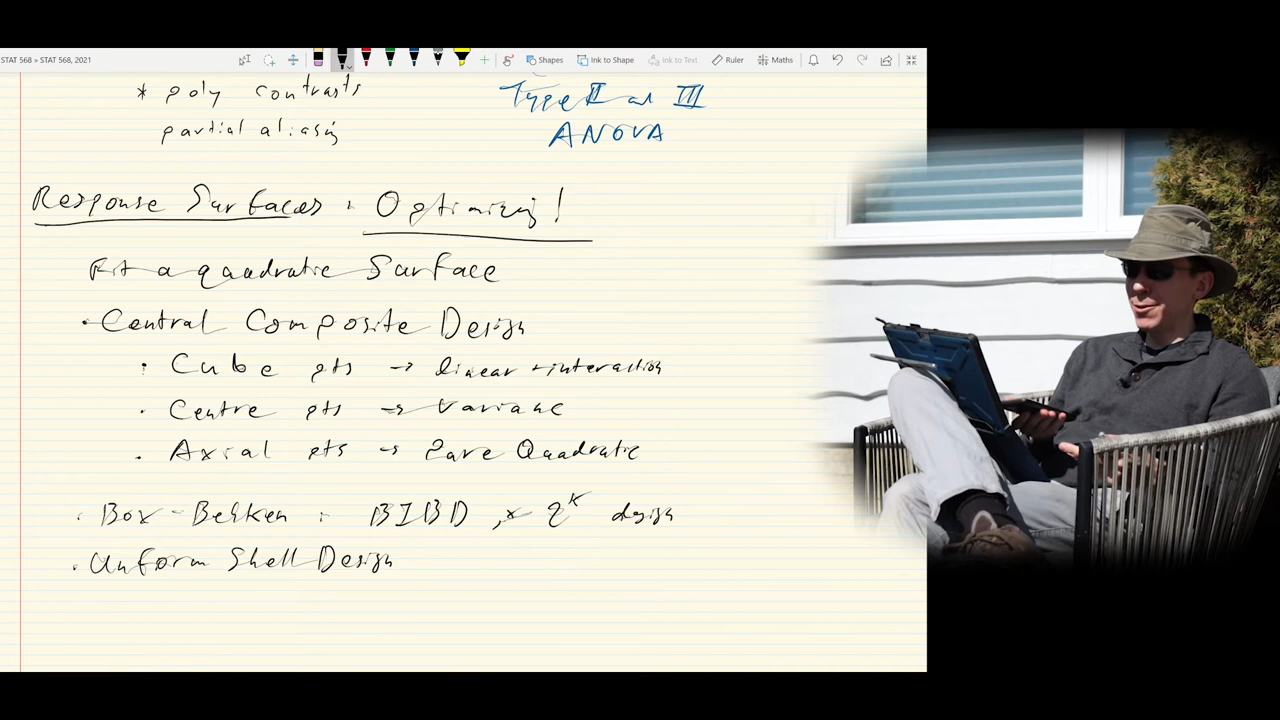 STAT 568 » STAT 568, 2021
Shapes
Ink to Shape
Ink to Text
Ruler
Maths
* poly contrasts
partial aliasing
Type II or III
ANOVA
Response Surfaces : Optimizing!
Fit a quadratic Surface
· Central Composite Design
· Cube pts → linear + interaction
· Centre pts → Variance
· Axial pts → Pure Quadratic
· Box-Behken : BIBD × 2^k design
· Uniform Shell Design